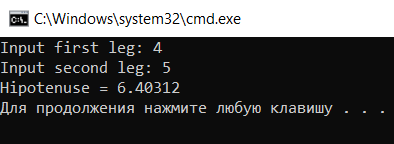 C:\Windows\system32\cmd.exe
Input first leg: 4
Input second leg: 5
Hipotenuse = 6.40312
Для продолжения нажмите любую клавишу . . .